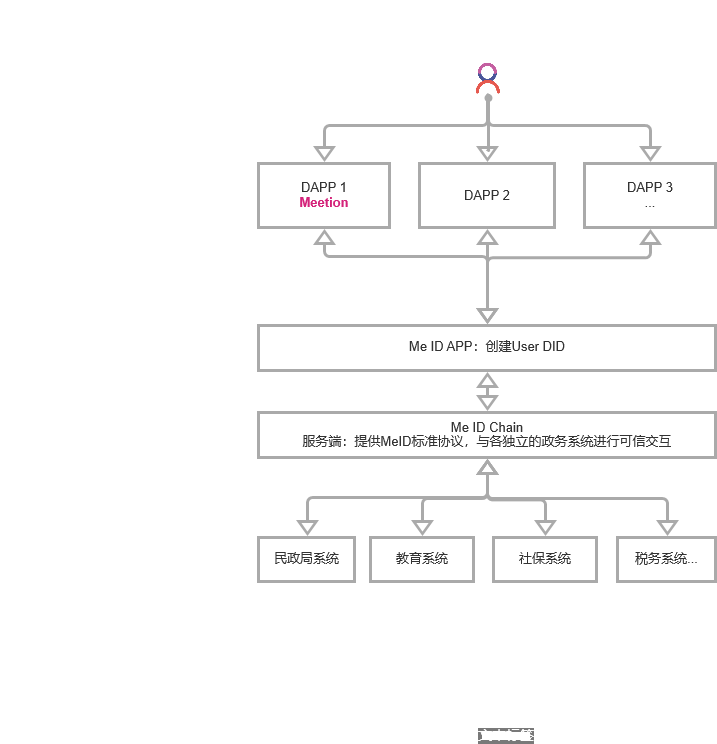 DAPP 1
Meetion
DAPP 2
DAPP 3
...
Me ID APP：创建User DID
Me ID Chain
服务端：提供MeID标准协议，与各独立的政务系统进行可信交互
民政局系统
教育系统
社保系统
税务系统...